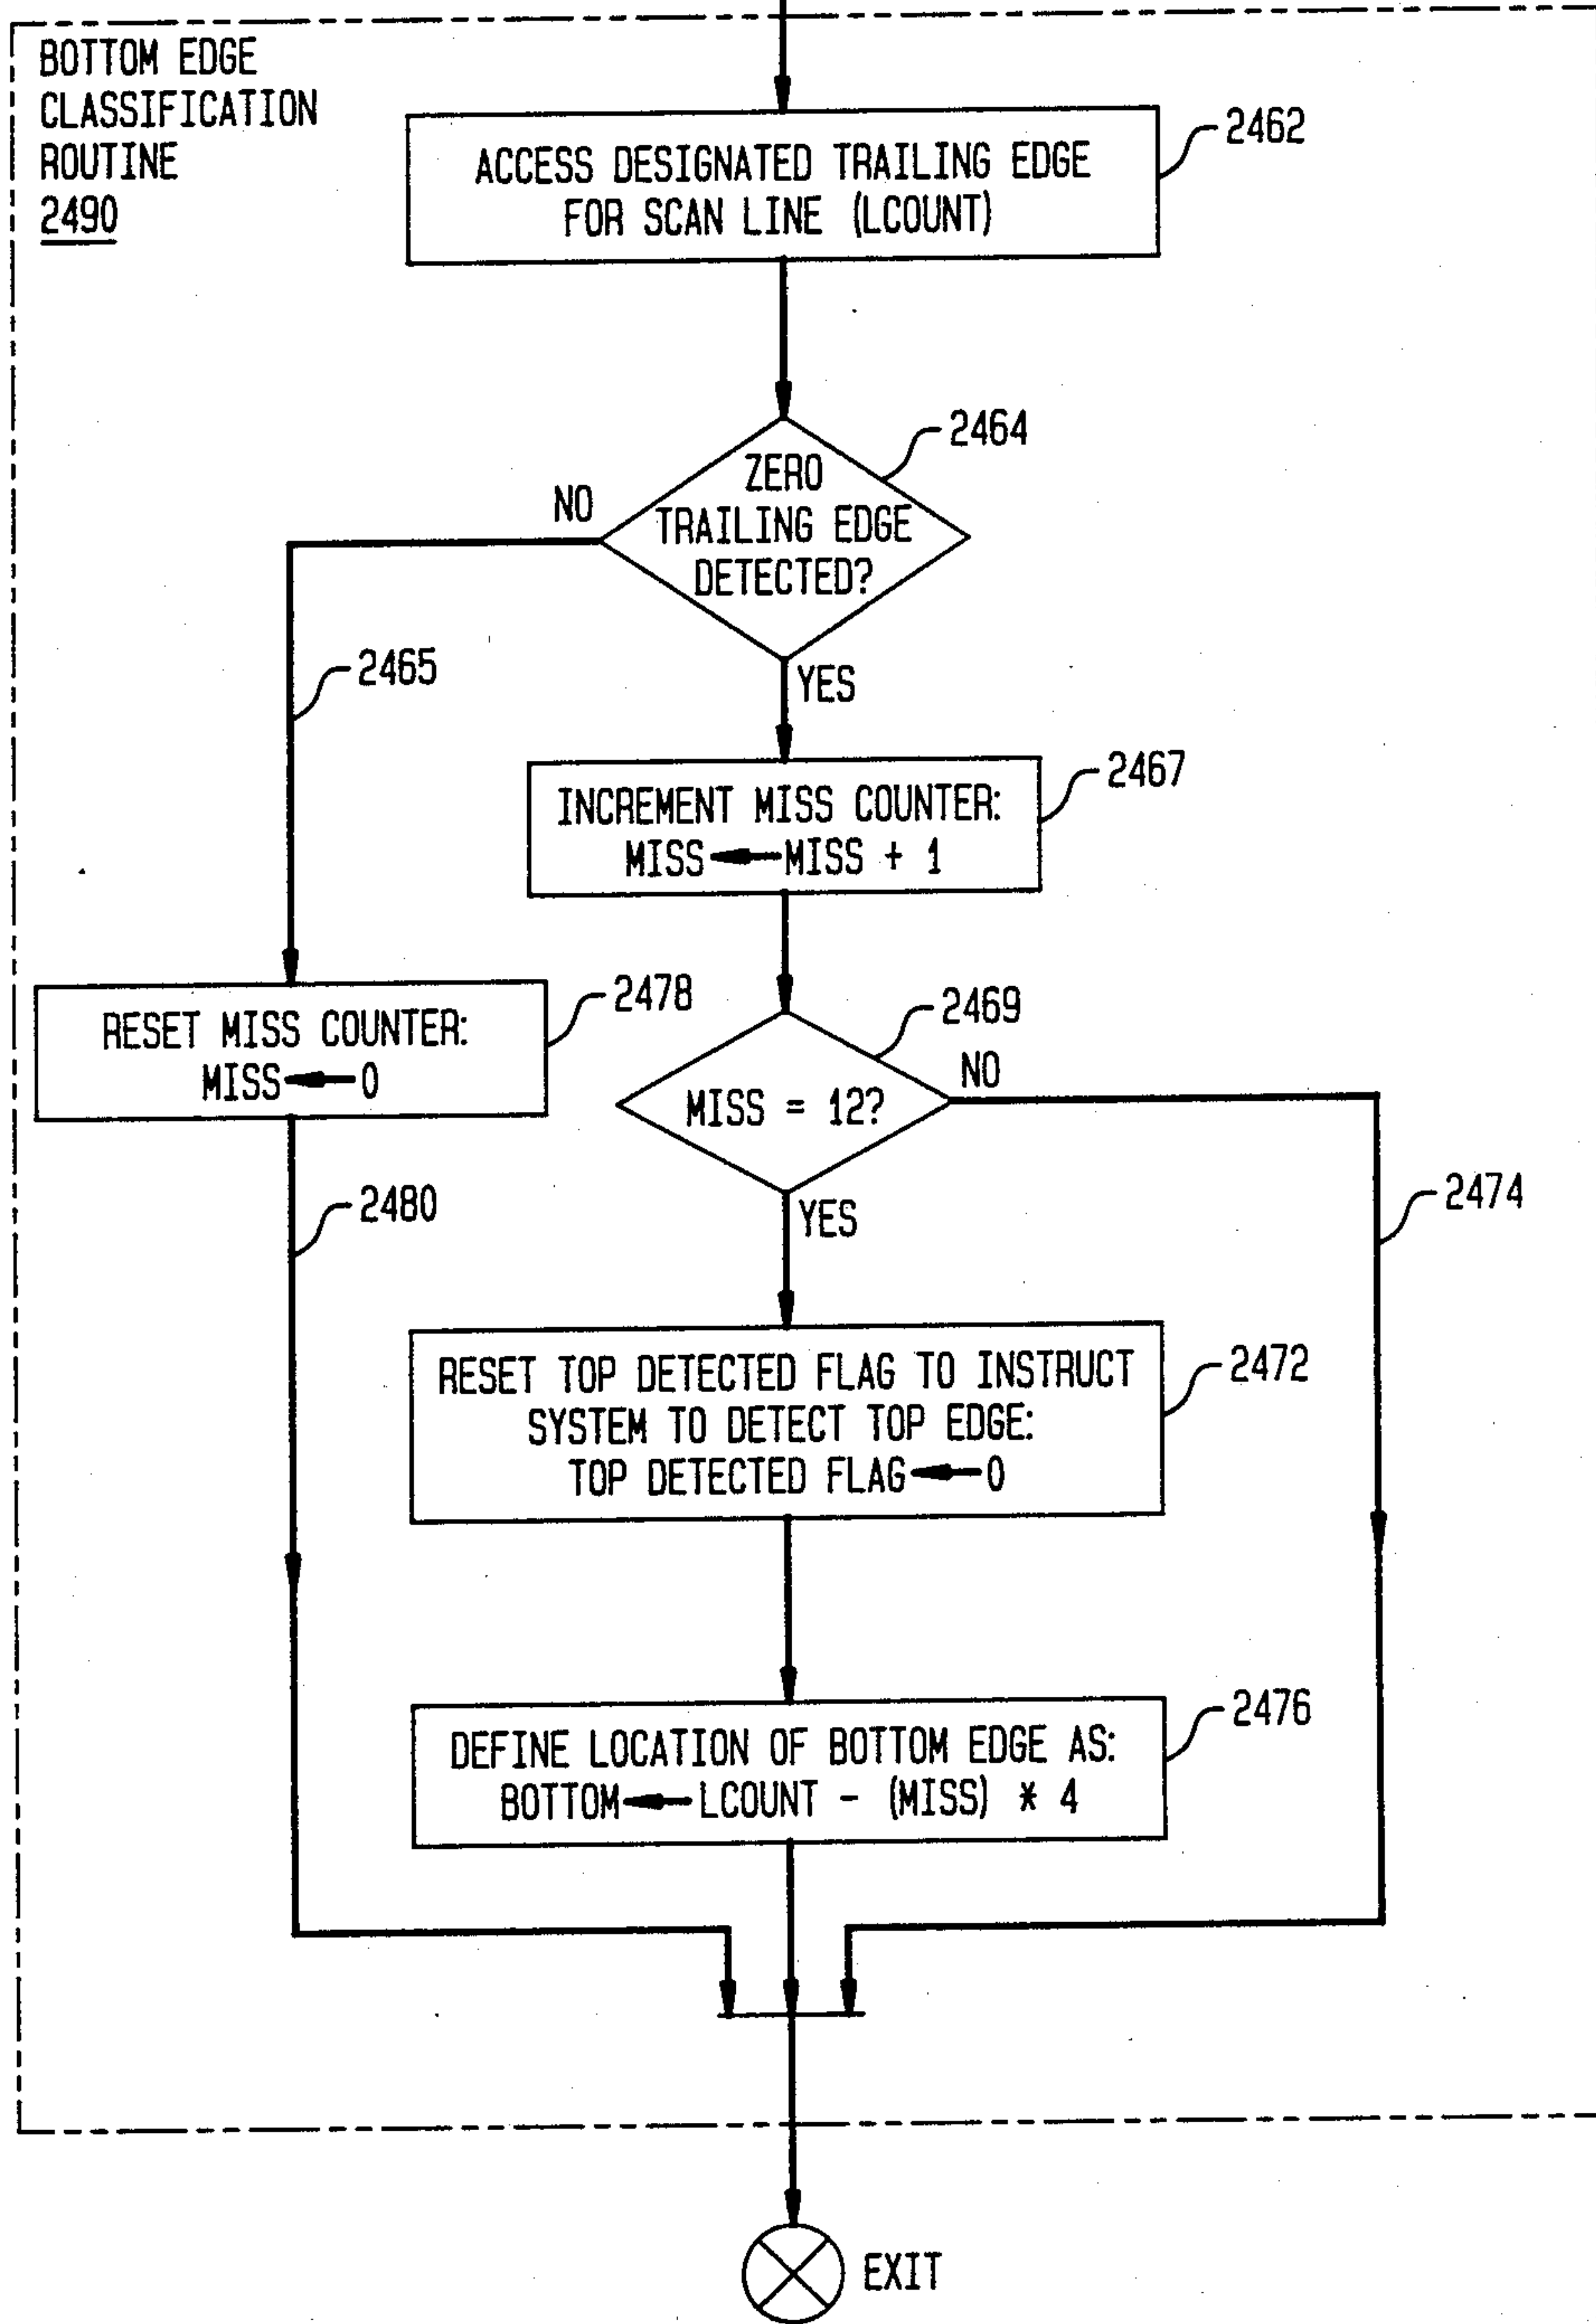 BOTTOM EDGE
CLASSIFICATION
ROUTINE
2490
ACCESS DESIGNATED TRAILING EDGE
FOR SCAN LINE (LCOUNT)
2462
ZERO
TRAILING EDGE
DETECTED?
2464
NO
YES
2465
INCREMENT MISS COUNTER:
MISS ← MISS + 1
2467
RESET MISS COUNTER:
MISS ← 0
2478
MISS = 12?
2469
NO
YES
2480
2474
RESET TOP DETECTED FLAG TO INSTRUCT
SYSTEM TO DETECT TOP EDGE:
TOP DETECTED FLAG ← 0
2472
DEFINE LOCATION OF BOTTOM EDGE AS:
BOTTOM ← LCOUNT - (MISS) * 4
2476
EXIT